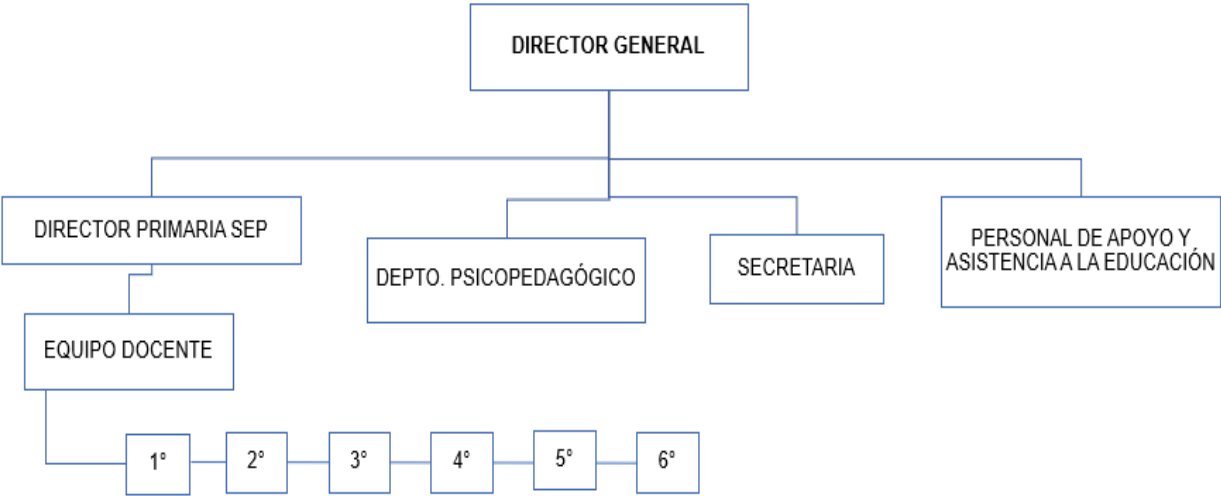 DIRECTOR GENERAL
DIRECTOR PRIMARIA SEP
DEPTO. PSICOPEDAGÓGICO
SECRETARIA
PERSONAL DE APOYO Y
ASISTENCIA A LA EDUCACIÓN
EQUIPO DOCENTE
1°
2°
3°
4°
5°
6°